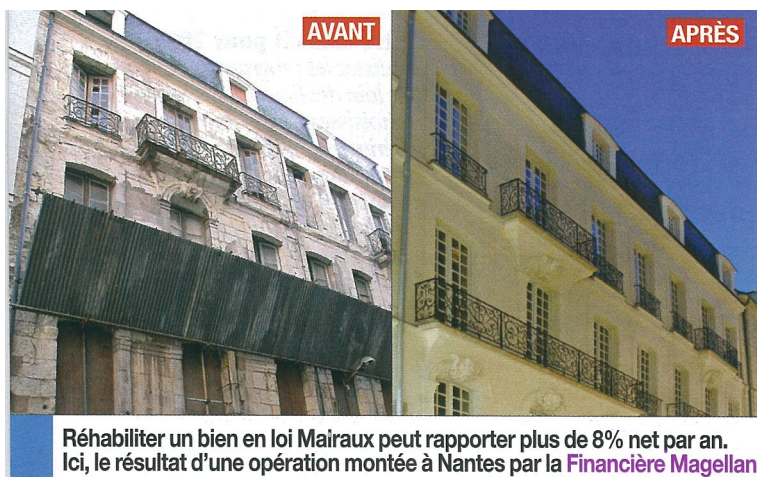 AVANT
APRÈS
Réhabiliter un bien en loi Malraux peut rapporter plus de 8% net par an.
Ici, le résultat d'une opération montée à Nantes par la Financière Magellan